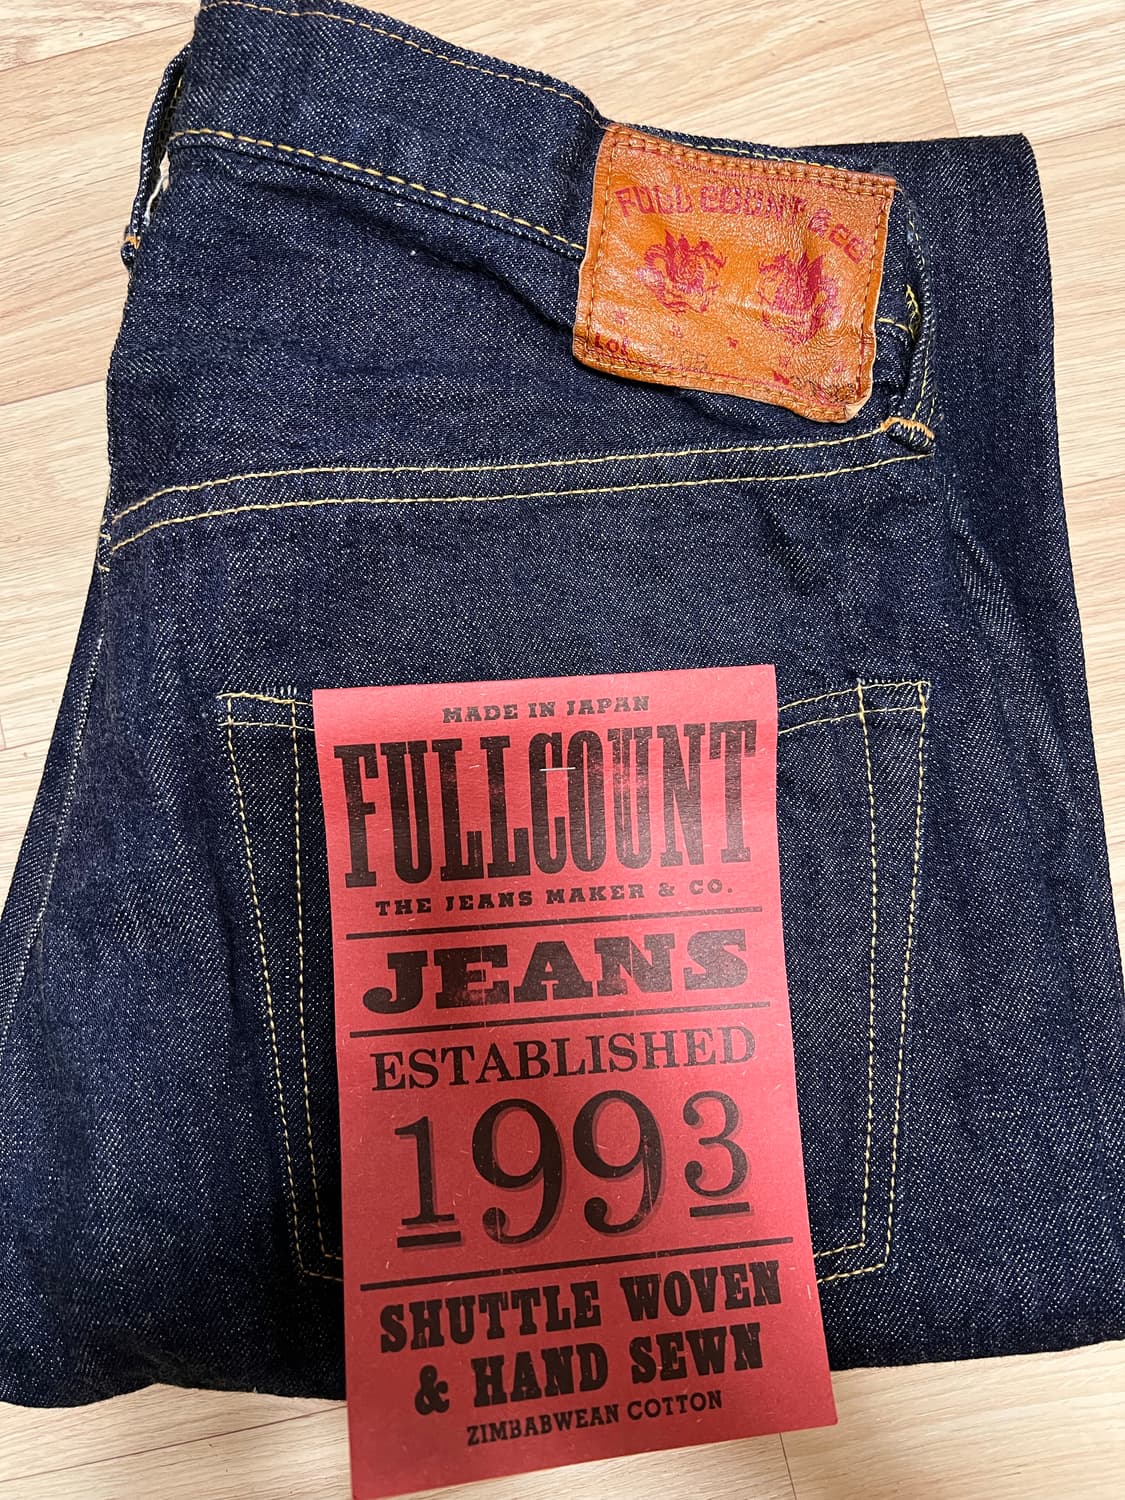 FULL COUNT & CO
LOT
MADE IN JAPAN
FULLCOUNT
THE JEANS MAKER & CO.
JEANS
ESTABLISHED
1993
SHUTTLE WOVEN
& HAND SEWN
ZIMBABWEAN COTTON